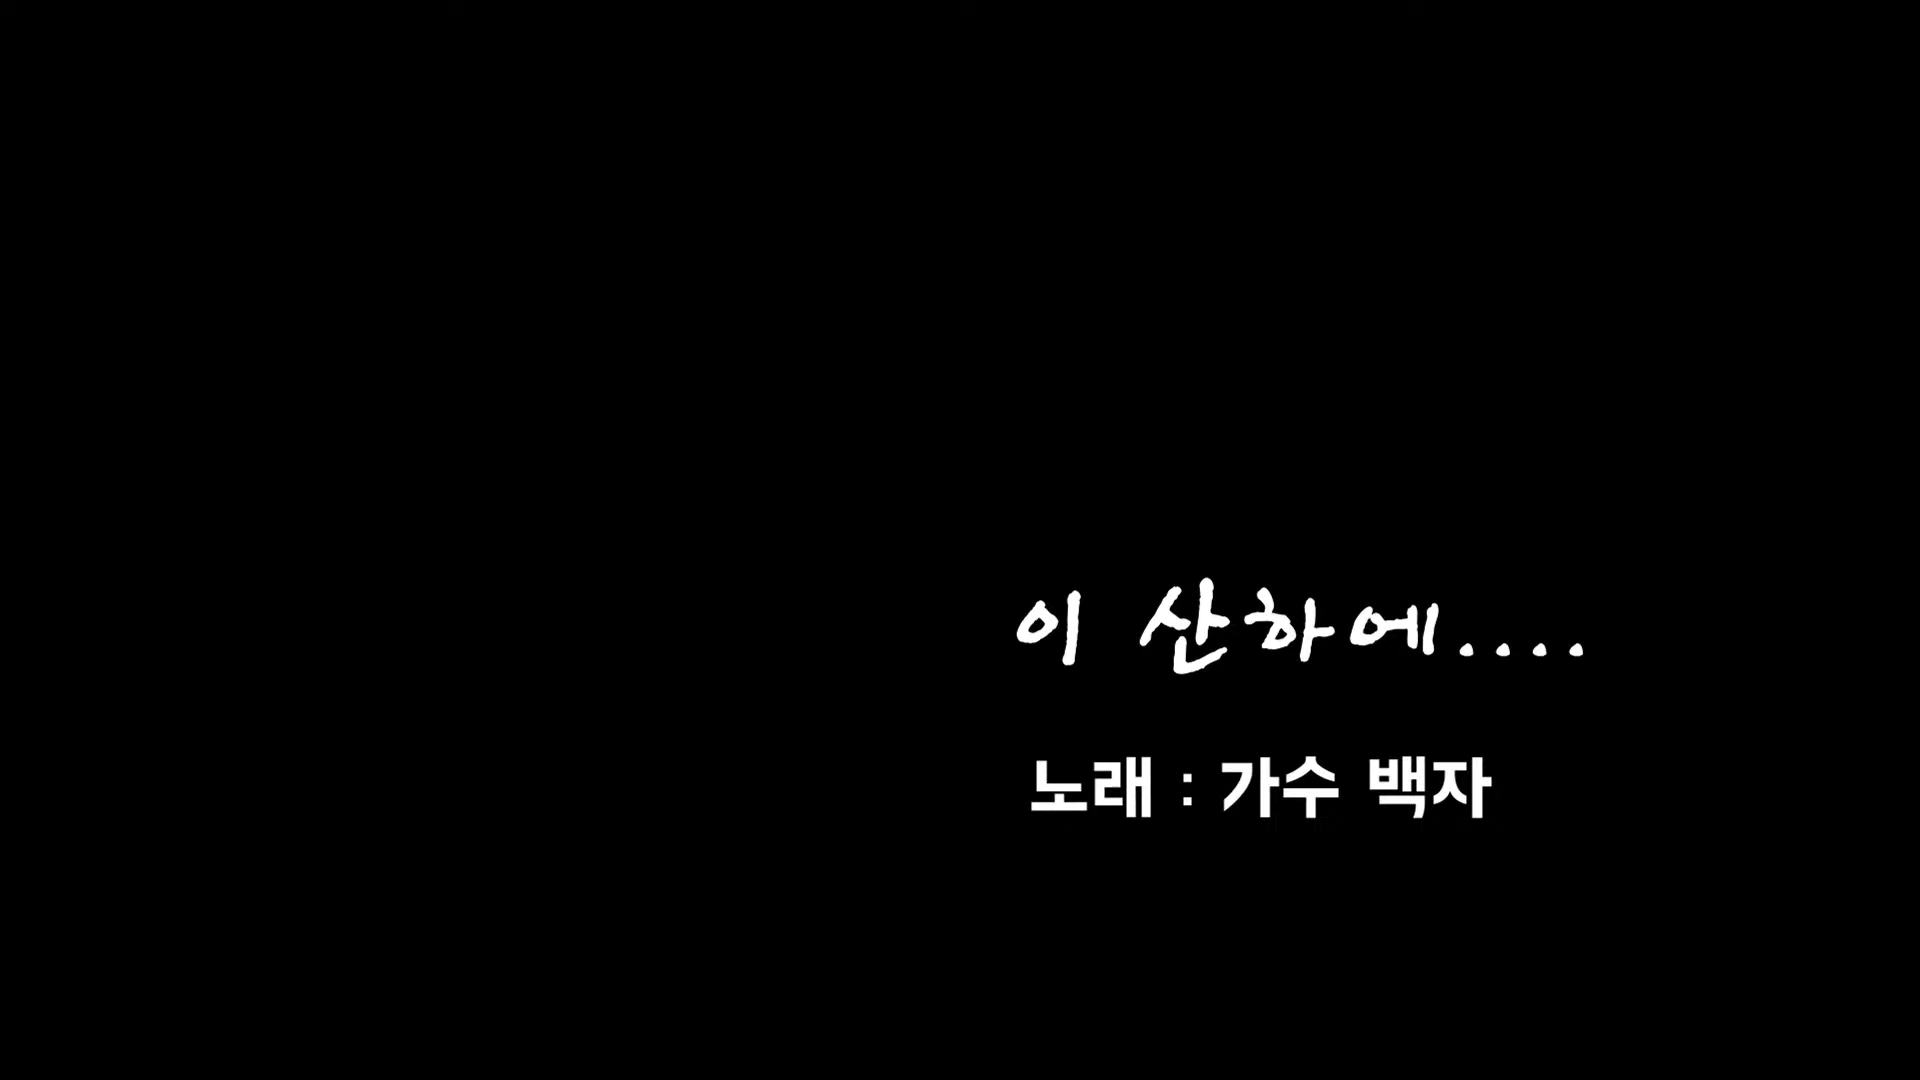 이 산하에....
노래 : 가수 백자